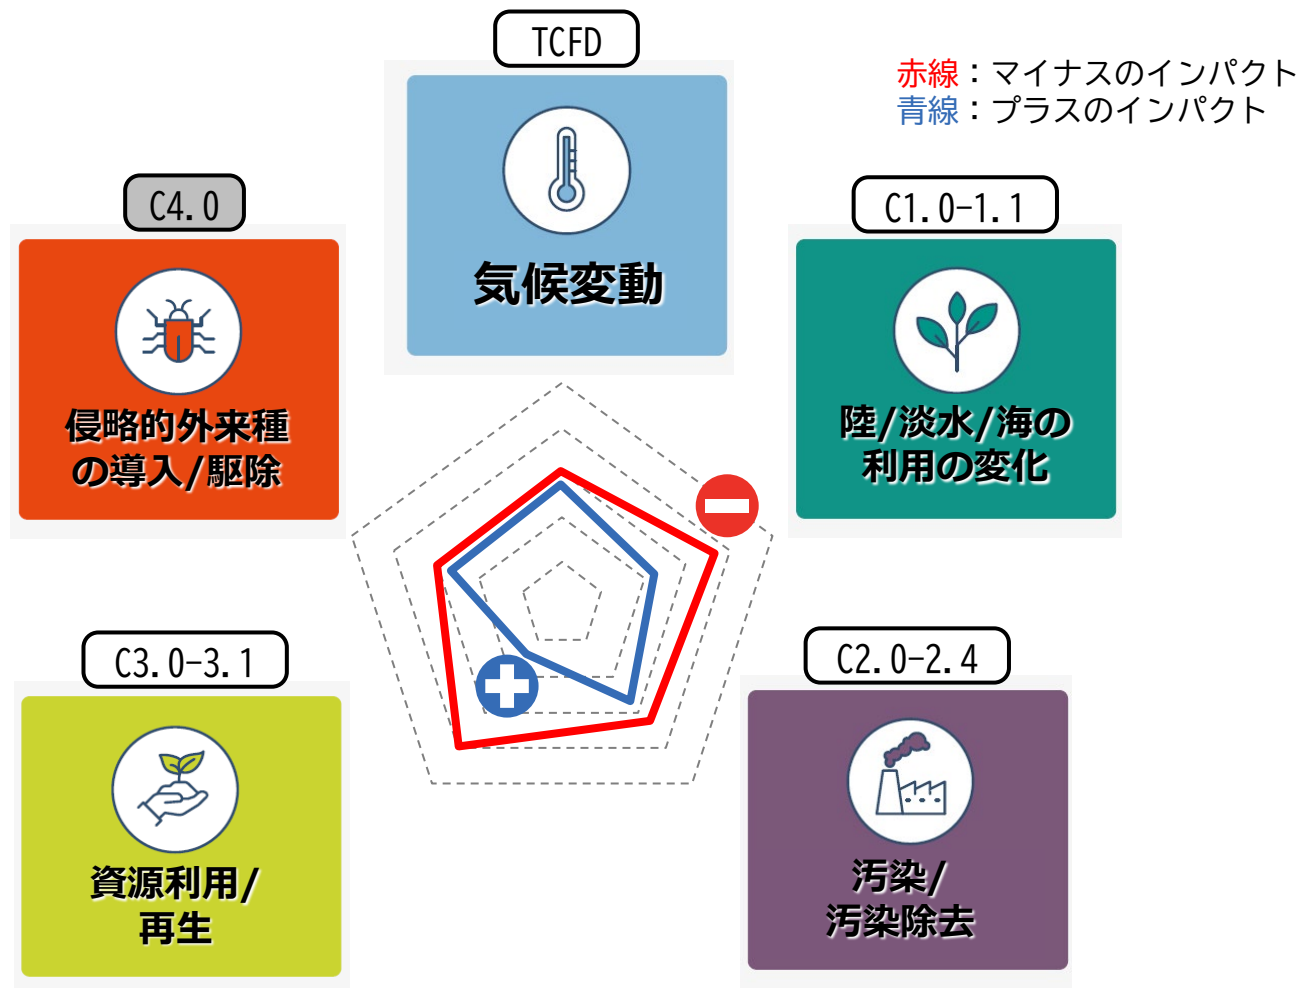 TCFD
気候変動
赤線：マイナスのインパクト
青線：プラスのインパクト
C4.0
侵略的外来種
の導入/駆除
C1.0-1.1
陸/淡水/海の
利用の変化
C3.0-3.1
資源利用/
再生
C2.0-2.4
汚染/
汚染除去